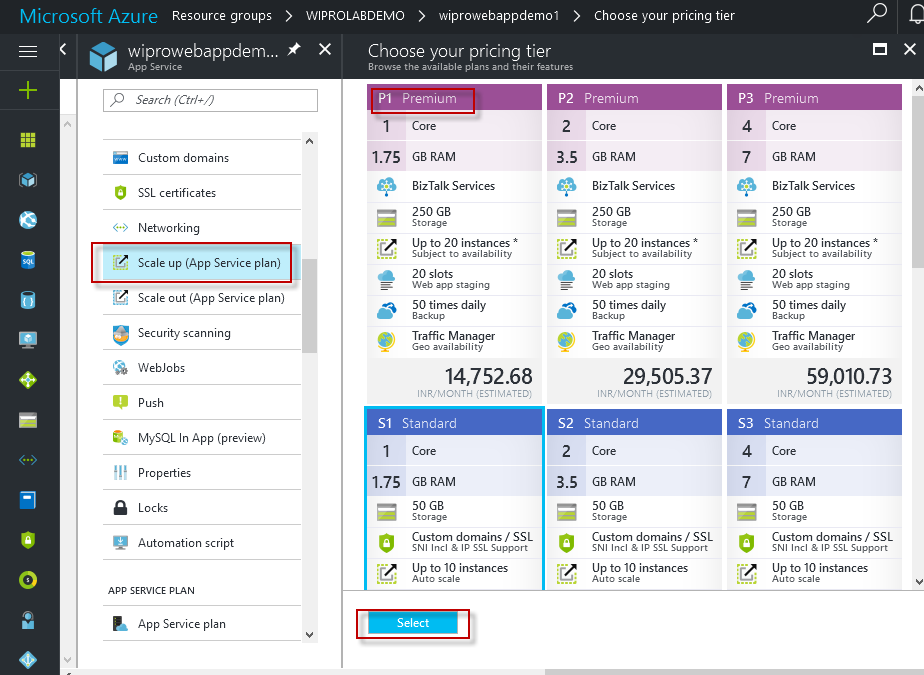 Microsoft Azure Resource groups > WIPROLABDEMO > wiprowebappdemo1 > Choose your pricing tier
wiprowebappdem...
App Service
Search (Ctrl+/)
Custom domains
SSL certificates
Networking
Scale up (App Service plan)
Scale out (App Service plan)
Security scanning
WebJobs
Push
MySQL In App (preview)
Properties
Locks
Automation script
APP SERVICE PLAN
App Service plan
Choose your pricing tier
Browse the available plans and their features
P1 Premium
1 Core
1.75 GB RAM
BizTalk Services
250 GB
Storage
Up to 20 instances *
Subject to availability
20 slots
Web app staging
50 times daily
Backup
Traffic Manager
Geo availability
14,752.68
INR/MONTH (ESTIMATED)
P2 Premium
2 Core
3.5 GB RAM
BizTalk Services
250 GB
Storage
Up to 20 instances *
Subject to availability
20 slots
Web app staging
50 times daily
Backup
Traffic Manager
Geo availability
29,505.37
INR/MONTH (ESTIMATED)
P3 Premium
4 Core
7 GB RAM
BizTalk Services
250 GB
Storage
Up to 20 instances *
Subject to availability
20 slots
Web app staging
50 times daily
Backup
Traffic Manager
Geo availability
59,010.73
INR/MONTH (ESTIMATED)
S1 Standard
1 Core
1.75 GB RAM
50 GB
Storage
Custom domains / SSL
SNI Incl & IP SSL Support
Up to 10 instances
Auto scale
S2 Standard
2 Core
3.5 GB RAM
50 GB
Storage
Custom domains / SSL
SNI Incl & IP SSL Support
Up to 10 instances
Auto scale
S3 Standard
4 Core
7 GB RAM
50 GB
Storage
Custom domains / SSL
SNI Incl & IP SSL Support
Up to 10 instances
Auto scale
Select